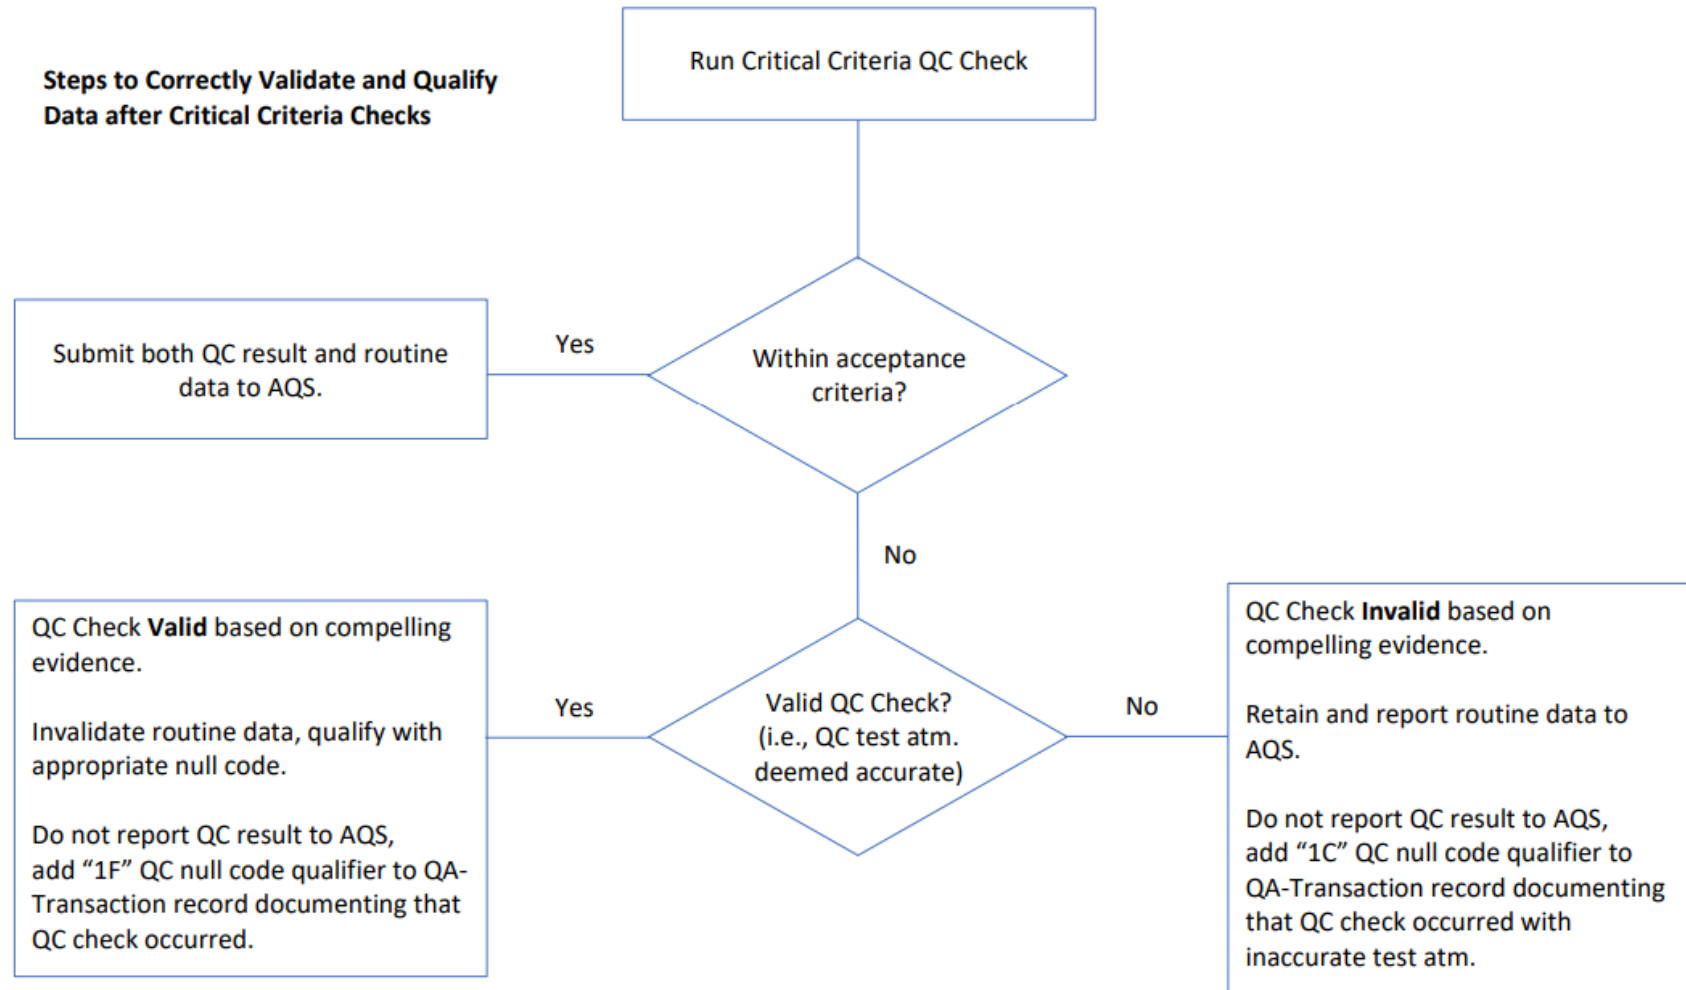 Steps to Correctly Validate and Qualify
Data after Critical Criteria Checks
Run Critical Criteria QC Check
Within acceptance
criteria?
Yes
Submit both QC result and routine
data to AQS.
No
Valid QC Check?
(i.e., QC test atm.
deemed accurate)
Yes
QC Check Valid based on compelling
evidence.
Invalidate routine data, qualify with
appropriate null code.
Do not report QC result to AQS,
add “1F” QC null code qualifier to QA-
Transaction record documenting that
QC check occurred.
No
QC Check Invalid based on
compelling evidence.
Retain and report routine data to
AQS.
Do not report QC result to AQS,
add “1C” QC null code qualifier to
QA-Transaction record documenting
that QC check occurred with
inaccurate test atm.